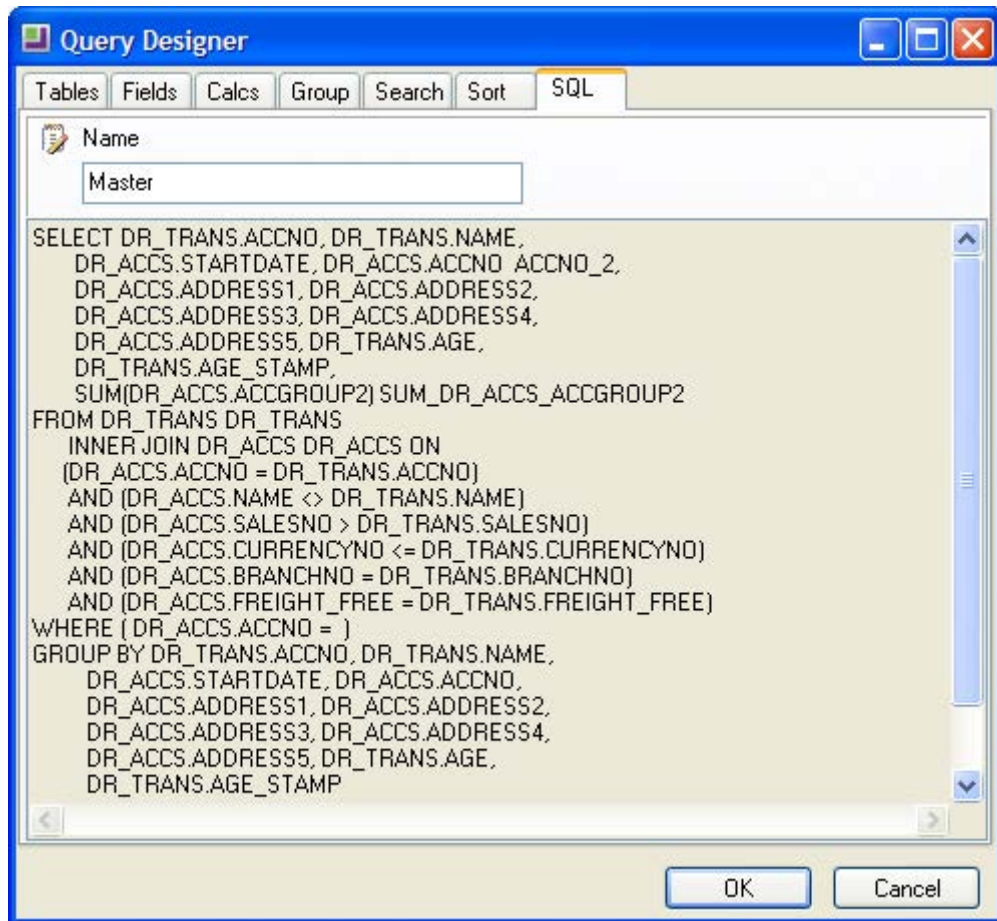 Query Designer
Tables Fields Calcs Group Search Sort SQL
Name
Master
SELECT DR_TRANS.ACCNO, DR_TRANS.NAME,
DR_ACCS.STARTDATE, DR_ACCS.ACCNO ACCNO_2,
DR_ACCS.ADDRESS1, DR_ACCS.ADDRESS2,
DR_ACCS.ADDRESS3, DR_ACCS.ADDRESS4,
DR_ACCS.ADDRESS5, DR_TRANS.AGE,
DR_TRANS.AGE_STAMP,
SUM(DR_ACCS.ACCGROUP2) SUM_DR_ACCS_ACCGROUP2
FROM DR_TRANS DR_TRANS
INNER JOIN DR_ACCS DR_ACCS ON
(DR_ACCS.ACCNO = DR_TRANS.ACCNO)
AND (DR_ACCS.NAME <> DR_TRANS.NAME)
AND (DR_ACCS.SALESNO > DR_TRANS.SALESNO)
AND (DR_ACCS.CURRENCYNO <= DR_TRANS.CURRENCYNO)
AND (DR_ACCS.BRANCHNO = DR_TRANS.BRANCHNO)
AND (DR_ACCS.FREIGHT_FREE = DR_TRANS.FREIGHT_FREE)
WHERE ( DR_ACCS.ACCNO = )
GROUP BY DR_TRANS.ACCNO, DR_TRANS.NAME,
DR_ACCS.STARTDATE, DR_ACCS.ACCNO,
DR_ACCS.ADDRESS1, DR_ACCS.ADDRESS2,
DR_ACCS.ADDRESS3, DR_ACCS.ADDRESS4,
DR_ACCS.ADDRESS5, DR_TRANS.AGE,
DR_TRANS.AGE_STAMP
OK Cancel